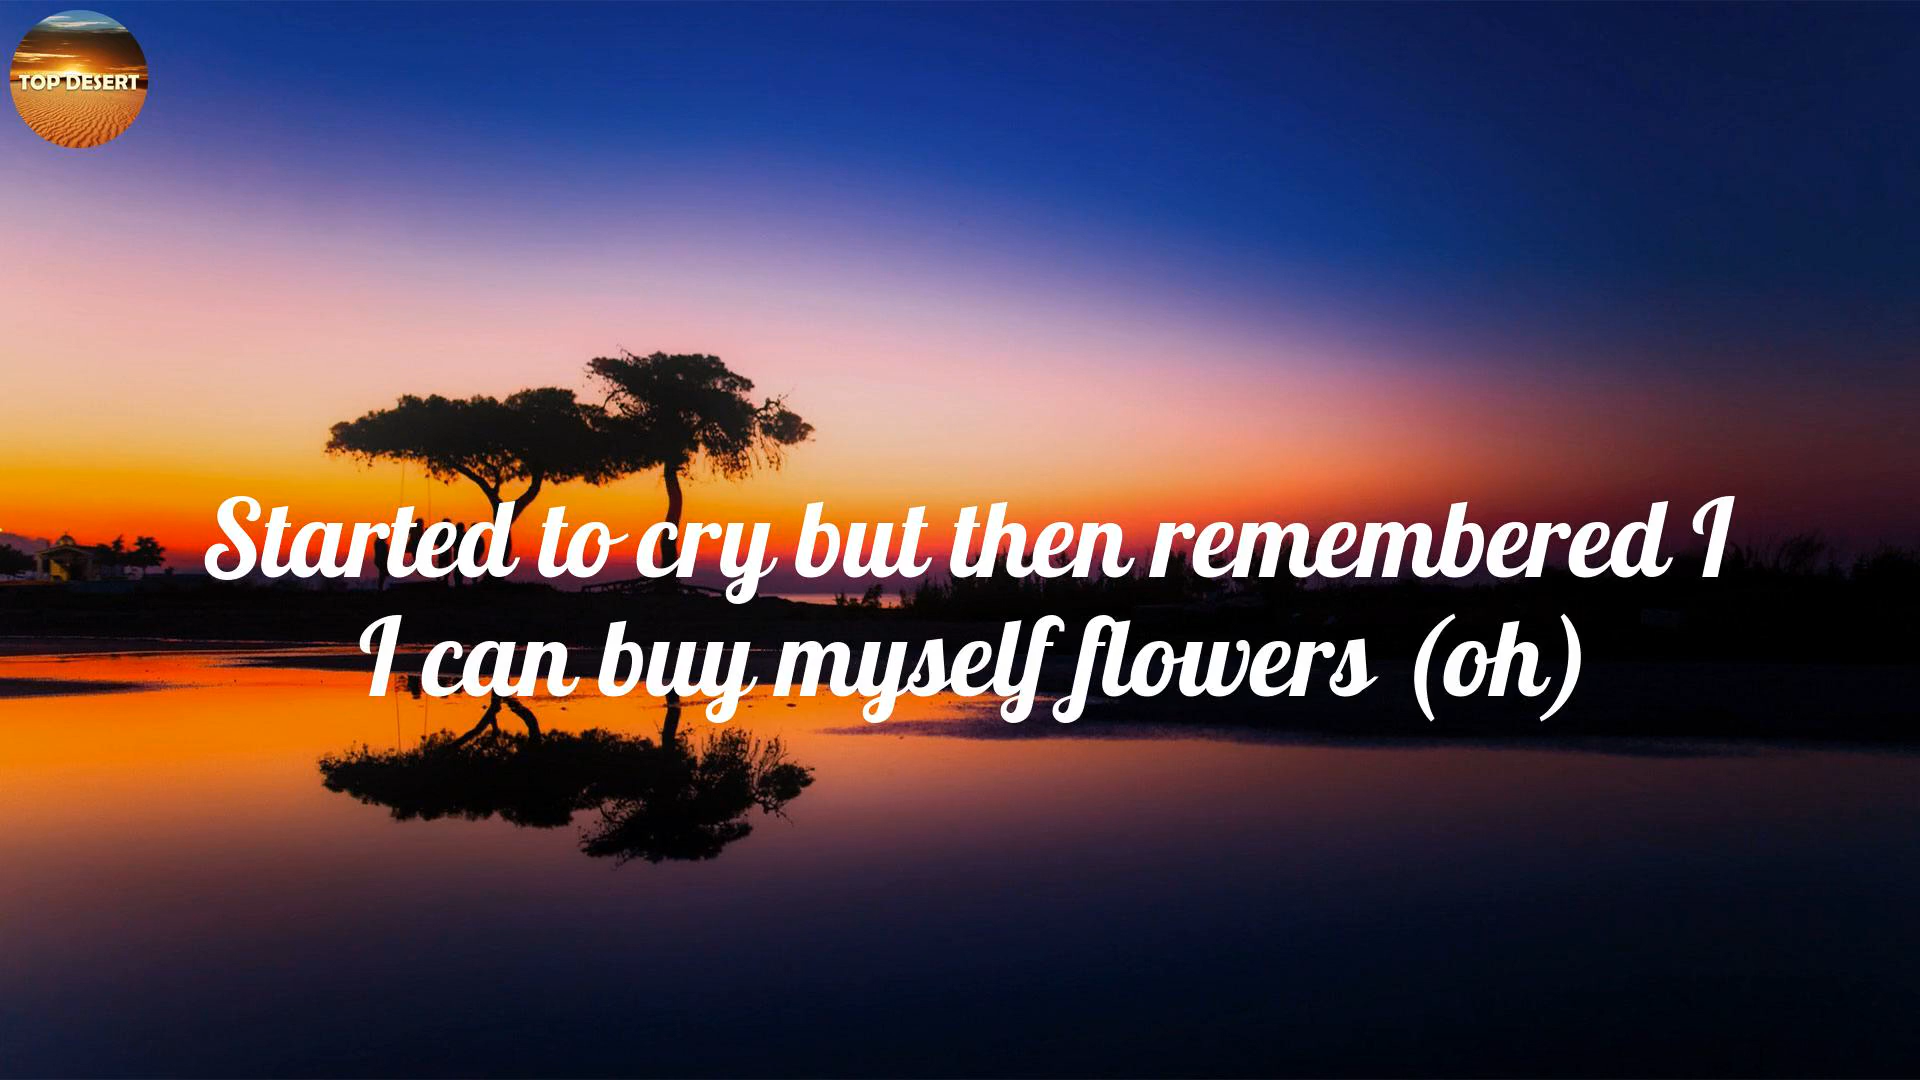 TOP DESERT
Started to cry but then remembered I
I can buy myself flowers (oh)